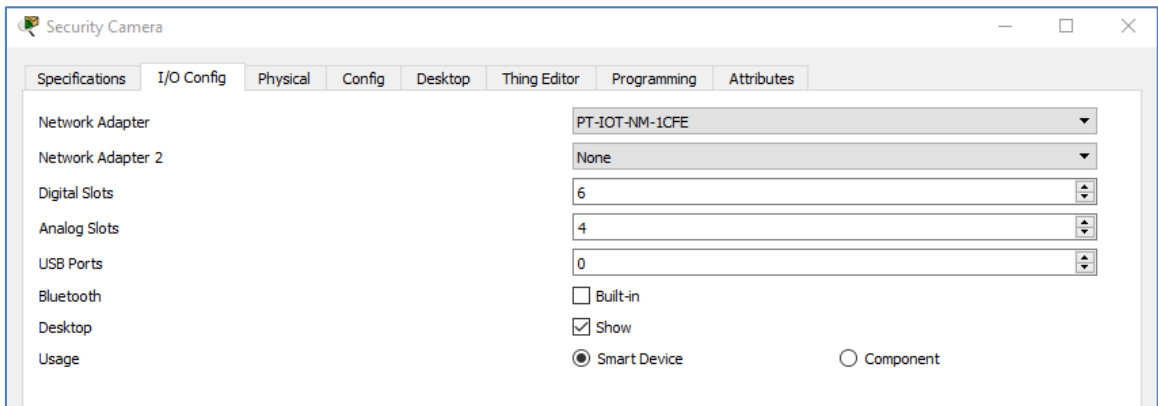 Security Camera
Specifications I/O Config Physical Config Desktop Thing Editor Programming Attributes
Network Adapter PT-IOT-NM-1CFE
Network Adapter 2 None
Digital Slots 6
Analog Slots 4
USB Ports 0
Bluetooth Built-in
Desktop Show
Usage Smart Device Component